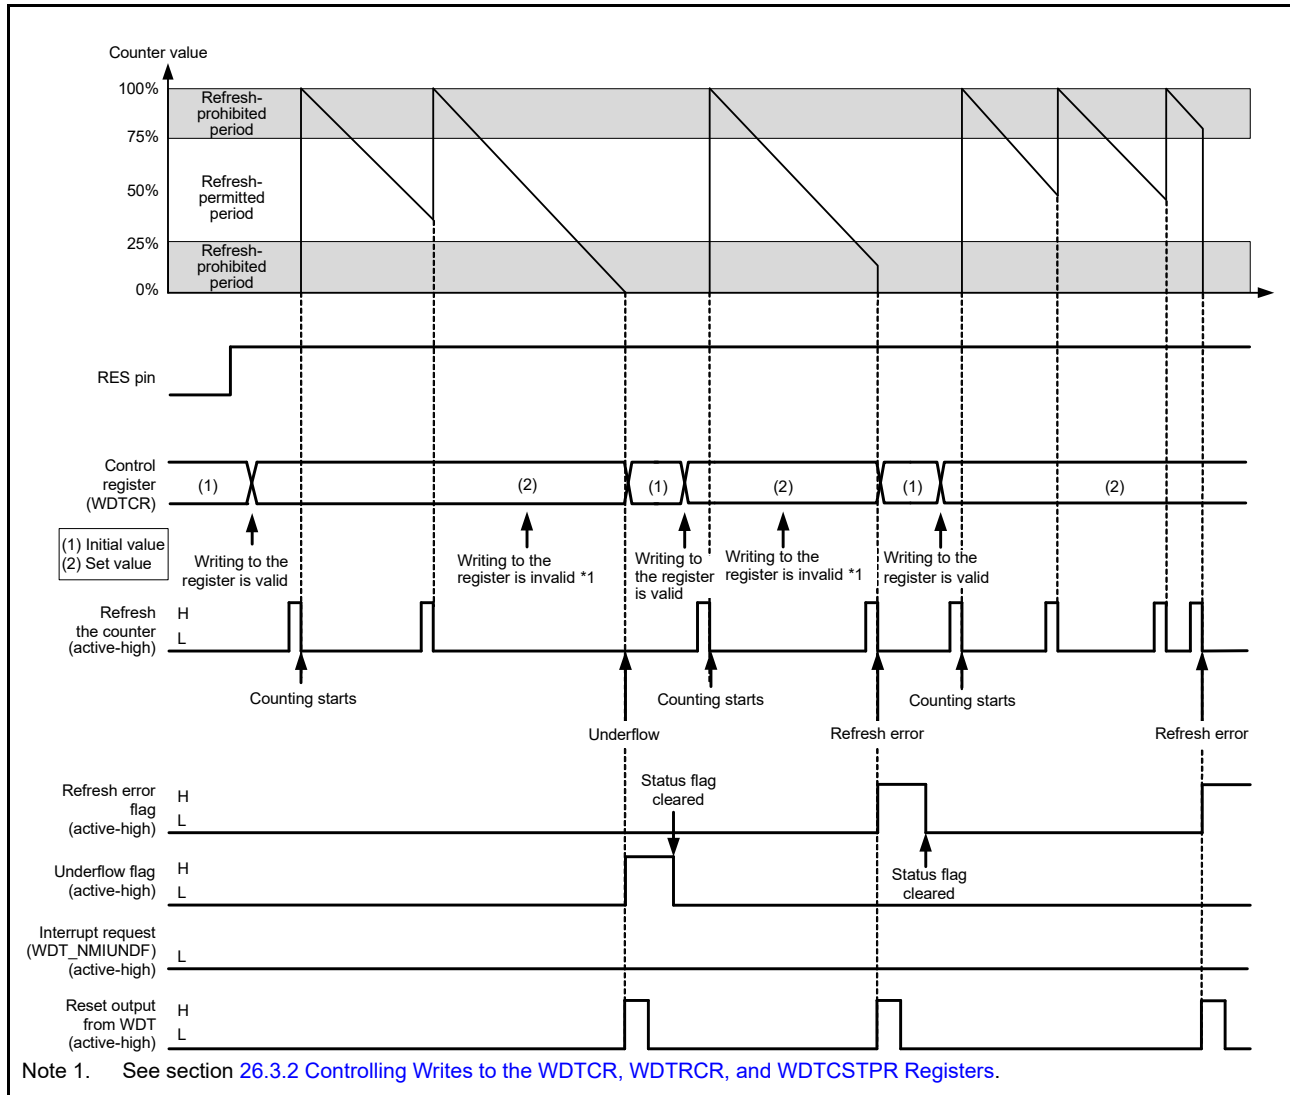 Counter value
100%
Refresh-
prohibited
period
75%
Refresh-
permitted
period
50%
25%
Refresh-
prohibited
period
0%
RES pin
Control
register
(WDTCR)
(1)
(2)
(1)
(2)
(1)
(2)
(1) Initial value
(2) Set value
Writing to the
register is valid
Writing to the
register is invalid *1
Writing to
the register
is valid
Writing to the
register is invalid *1
Writing to the
register is valid
Refresh
the counter
(active-high)
H
L
Counting starts
Counting starts
Counting starts
Underflow
Refresh error
Refresh error
Refresh error
flag
(active-high)
H
L
Status flag
cleared
Underflow flag
(active-high)
H
L
Status flag
cleared
Interrupt request
(WDT_NMIUNDF)
(active-high)
L
Reset output
from WDT
(active-high)
H
L
Note 1. See section 26.3.2 Controlling Writes to the WDTCR, WDTRCR, and WDTCSTPR Registers.